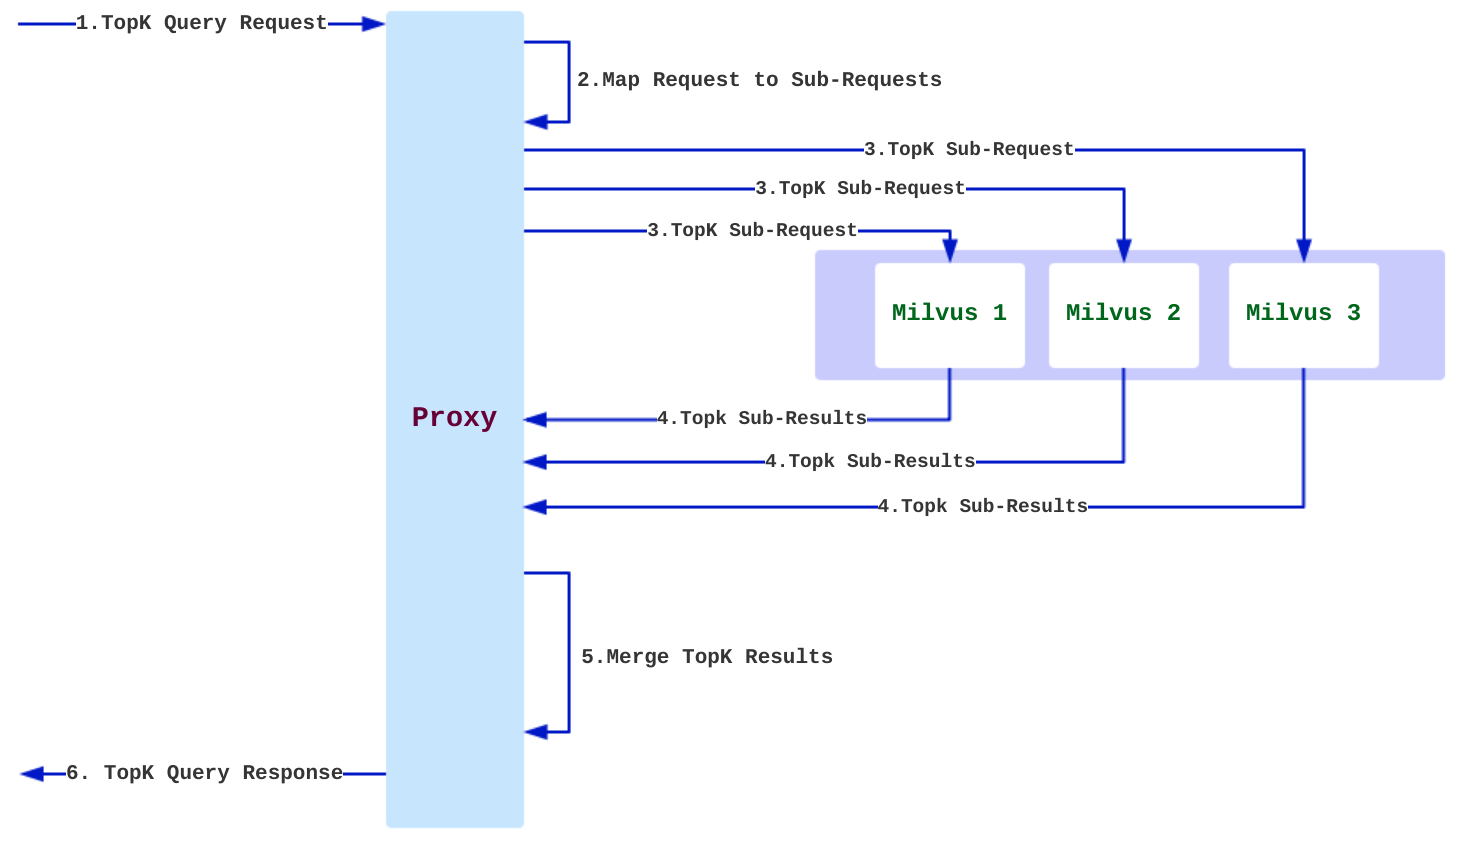 1.TopK Query Request
2.Map Request to Sub-Requests
3.TopK Sub-Request
3.TopK Sub-Request
3.TopK Sub-Request
Milvus 1
Milvus 2
Milvus 3
Proxy
4.Topk Sub-Results
4.Topk Sub-Results
4.Topk Sub-Results
5.Merge TopK Results
6. TopK Query Response